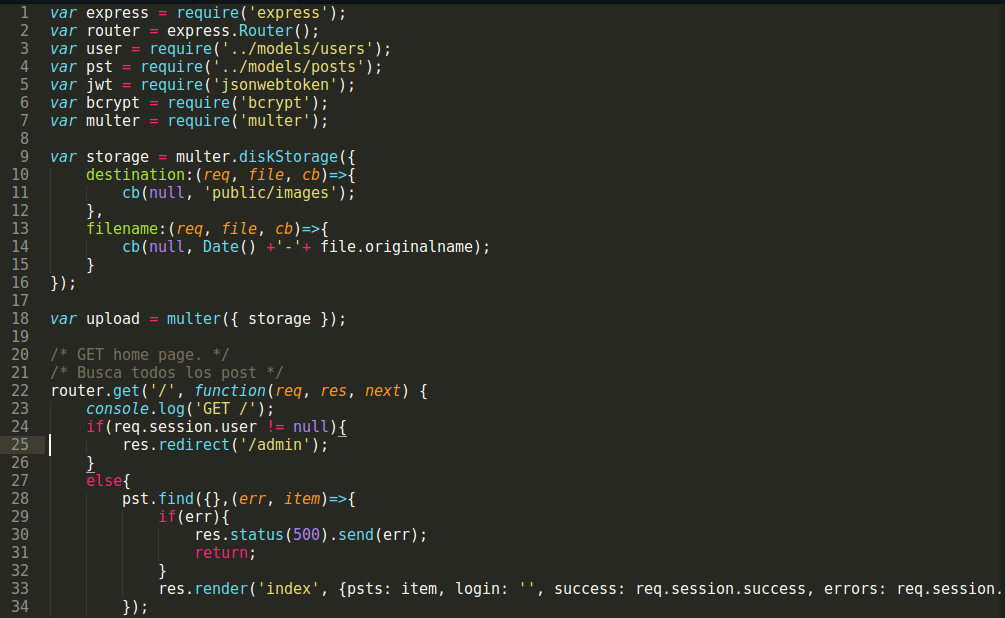 1 var express = require('express');
2 var router = express.Router();
3 var user = require('../models/users');
4 var pst = require('../models/posts');
5 var jwt = require('jsonwebtoken');
6 var bcrypt = require('bcrypt');
7 var multer = require('multer');
8
9 var storage = multer.diskStorage({
10     destination:(req, file, cb)=>{
11         cb(null, 'public/images');
12     },
13     filename:(req, file, cb)=>{
14         cb(null, Date() +'-'+ file.originalname);
15     }
16 });
17
18 var upload = multer({ storage });
19
20 /* GET home page. */
21 /* Busca todos los post */
22 router.get('/', function(req, res, next) {
23     console.log('GET /');
24     if(req.session.user != null){
25         res.redirect('/admin');
26     }
27     else{
28         pst.find({},(err, item)=>{
29             if(err){
30                 res.status(500).send(err);
31                 return;
32             }
33             res.render('index', {psts: item, login: '', success: req.session.success, errors: req.session.
34         });